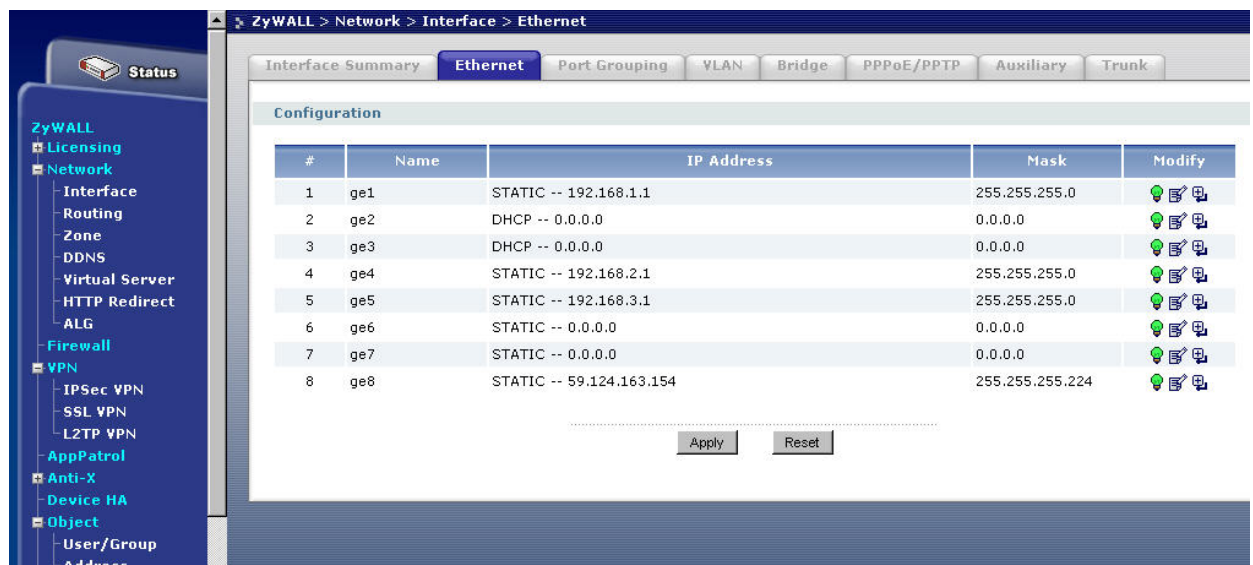 ZyWALL > Network > Interface > Ethernet
Status
Interface Summary Ethernet Port Grouping VLAN Bridge PPPoE/PPTP Auxiliary Trunk
ZyWALL
Licensing
Network
Interface
Routing
Zone
DDNS
Virtual Server
HTTP Redirect
ALG
Firewall
VPN
IPSec VPN
SSL VPN
L2TP VPN
AppPatrol
Anti-X
Device HA
Object
User/Group
Address
Configuration
# Name IP Address Mask Modify
1 ge1 STATIC -- 192.168.1.1 255.255.255.0
2 ge2 DHCP -- 0.0.0.0 0.0.0.0
3 ge3 DHCP -- 0.0.0.0 0.0.0.0
4 ge4 STATIC -- 192.168.2.1 255.255.255.0
5 ge5 STATIC -- 192.168.3.1 255.255.255.0
6 ge6 STATIC -- 0.0.0.0 0.0.0.0
7 ge7 STATIC -- 0.0.0.0 0.0.0.0
8 ge8 STATIC -- 59.124.163.154 255.255.255.224
Apply Reset